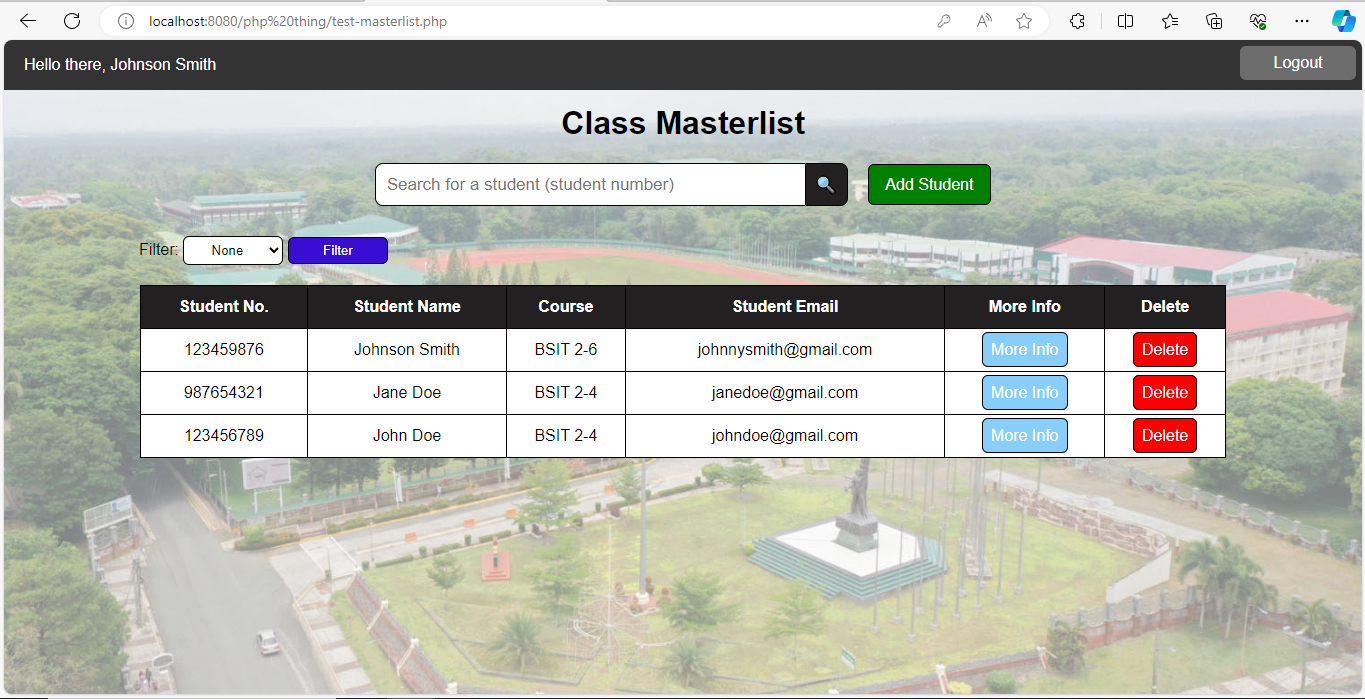 localhost:8080/php%20thing/test-masterlist.php
Hello there, Johnson Smith
Logout
Class Masterlist
Search for a student (student number)
Add Student
Filter: None Filter
Student No. Student Name Course Student Email More Info Delete
123459876 Johnson Smith BSIT 2-6 johnnysmith@gmail.com More Info Delete
987654321 Jane Doe BSIT 2-4 janedoe@gmail.com More Info Delete
123456789 John Doe BSIT 2-4 johndoe@gmail.com More Info Delete